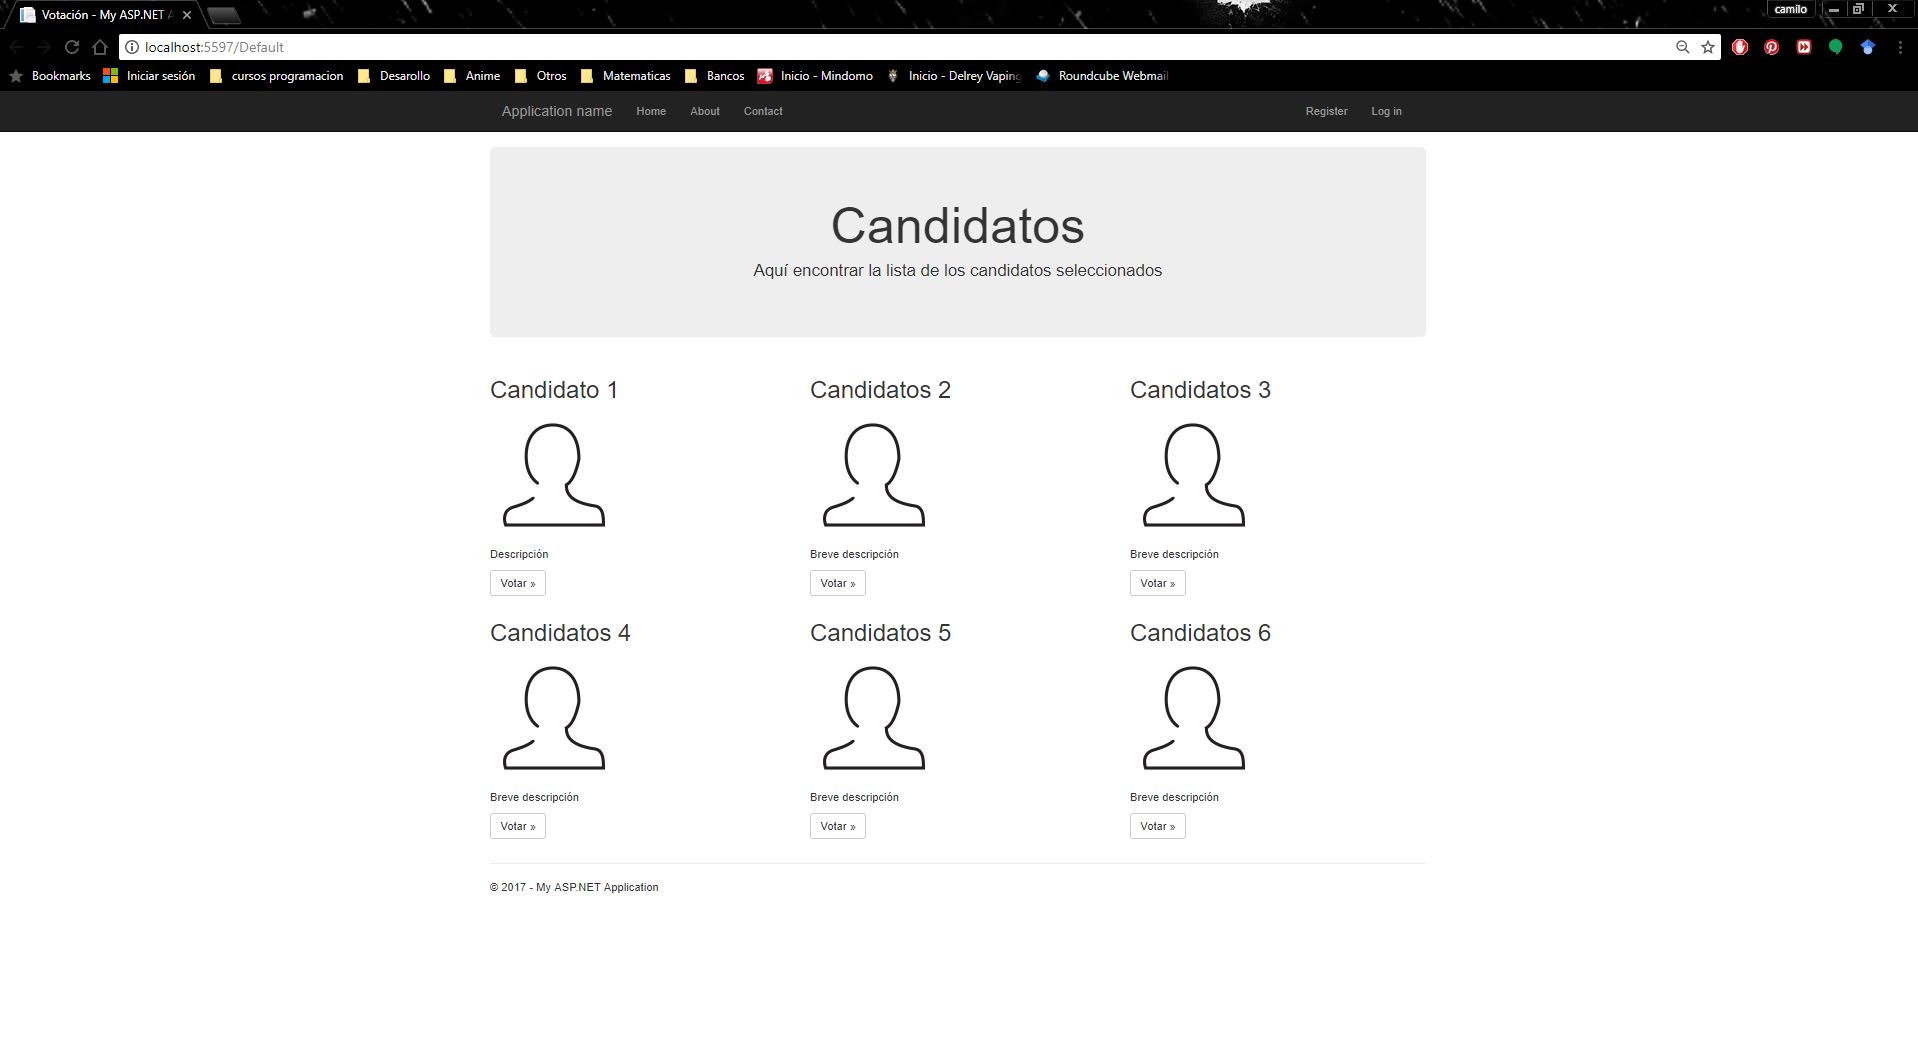 Votación - My ASP.NET A
camilo
localhost:5597/Default
Bookmarks Iniciar sesión cursos programacion Desarollo Anime Otros Matematicas Bancos Inicio - Mindomo Inicio - Delrey Vaping Roundcube Webmail
Application name Home About Contact Register Log in
Candidatos
Aquí encontrar la lista de los candidatos seleccionados
Candidato 1 Candidatos 2 Candidatos 3
Descripción Breve descripción Breve descripción
Votar » Votar » Votar »
Candidatos 4 Candidatos 5 Candidatos 6
Breve descripción Breve descripción Breve descripción
Votar » Votar » Votar »
© 2017 - My ASP.NET Application